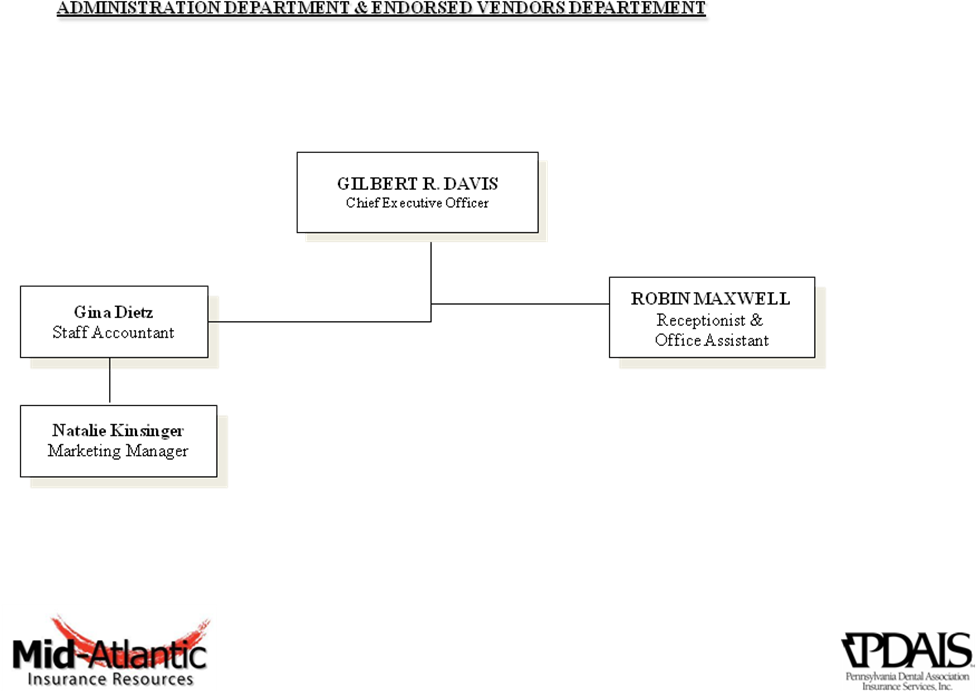 ADMINISTRATION DEPARTMENT & ENDORSED VENDORS DEPARTEMENT
GILBERT R. DAVIS
Chief Executive Officer
Gina Dietz
Staff Accountant
ROBIN MAXWELL
Receptionist &
Office Assistant
Natalie Kinsinger
Marketing Manager
Mid-Atlantic
Insurance Resources
PDAIS
Pennsylvania Dental Association
Insurance Services, Inc.